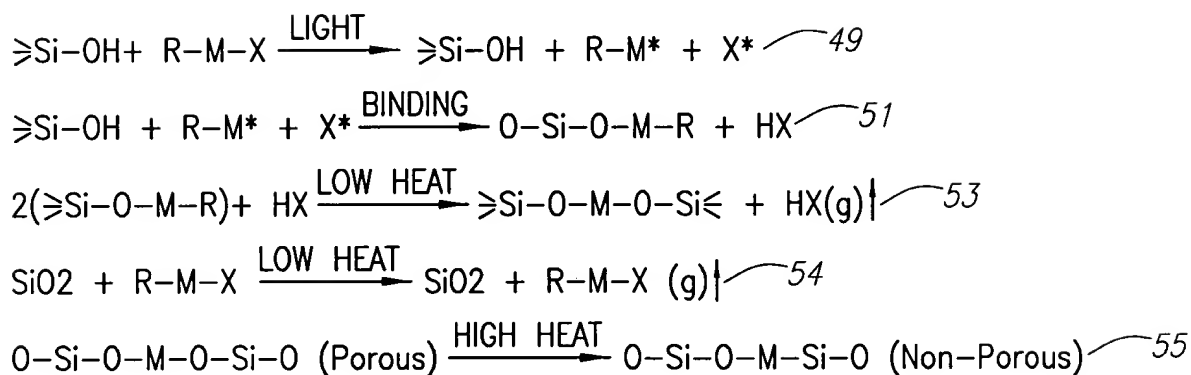 LIGHT
⩾Si-OH+ R-M-X ⟶ ⩾Si-OH + R-M* + X* 49
BINDING
⩾Si-OH + R-M* + X* ⟶ O-Si-O-M-R + HX 51
LOW HEAT
2(⩾Si-O-M-R)+ HX ⟶ ⩾Si-O-M-O-Si⩽ + HX(g)↑ 53
LOW HEAT
SiO2 + R-M-X ⟶ SiO2 + R-M-X (g)↑ 54
HIGH HEAT
O-Si-O-M-O-Si-O (Porous) ⟶ O-Si-O-M-Si-O (Non-Porous) 55